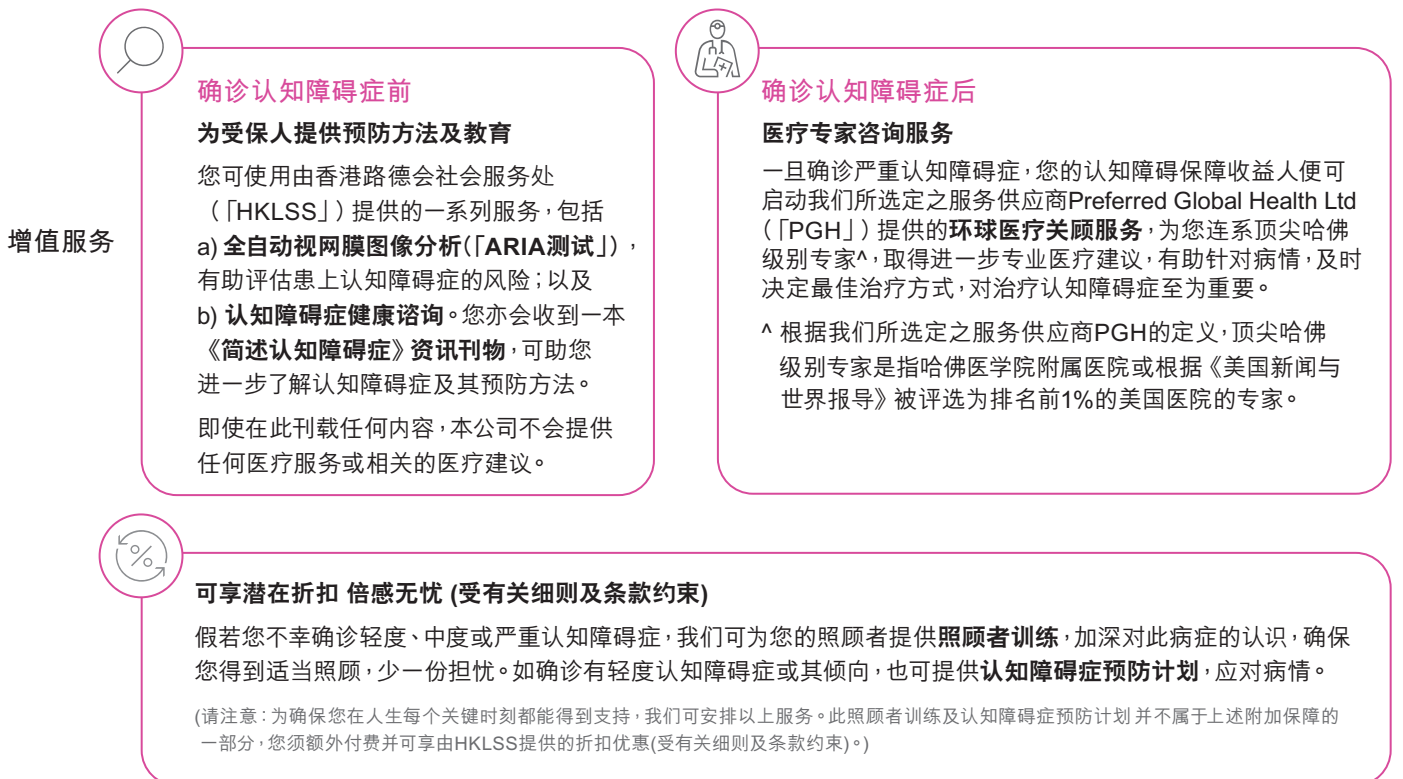 增值服务
确诊认知障碍症前
为受保人提供预防方法及教育
您可使用由香港路德会社会服务处
（「HKLSS」）提供的一系列服务，包括
a) 全自动视网膜图像分析(「ARIA测试」)，
有助评估患上认知障碍症的风险；以及
b) 认知障碍症健康谘询。您亦会收到一本
《简述认知障碍症》资讯刊物，可助您
进一步了解认知障碍症及其预防方法。
即使在此刊载任何内容，本公司不会提供
任何医疗服务或相关的医疗建议。
确诊认知障碍症后
医疗专家咨询服务
一旦确诊严重认知障碍症，您的认知障碍保障收益人便可
启动我们所选定之服务供应商Preferred Global Health Ltd
（「PGH」）提供的环球医疗关顾服务，为您连系顶尖哈佛
级别专家^，取得进一步专业医疗建议，有助针对病情，及时
决定最佳治疗方式，对治疗认知障碍症至为重要。
^ 根据我们所选定之服务供应商PGH的定义，顶尖哈佛
级别专家是指哈佛医学院附属医院或根据《美国新闻与
世界报导》被评选为排名前1%的美国医院的专家。
可享潜在折扣 倍感无忧 (受有关细则及条款约束)
假若您不幸确诊轻度、中度或严重认知障碍症，我们可为您的照顾者提供照顾者训练，加深对此病症的认识，确保
您得到适当照顾，少一份担忧。如确诊有轻度认知障碍症或其倾向，也可提供认知障碍症预防计划，应对病情。
(请注意：为确保您在人生每个关键时刻都能得到支持，我们可安排以上服务。此照顾者训练及认知障碍症预防计划 并不属于上述附加保障的
一部分，您须额外付费并可享由HKLSS提供的折扣优惠(受有关细则及条款约束)。)